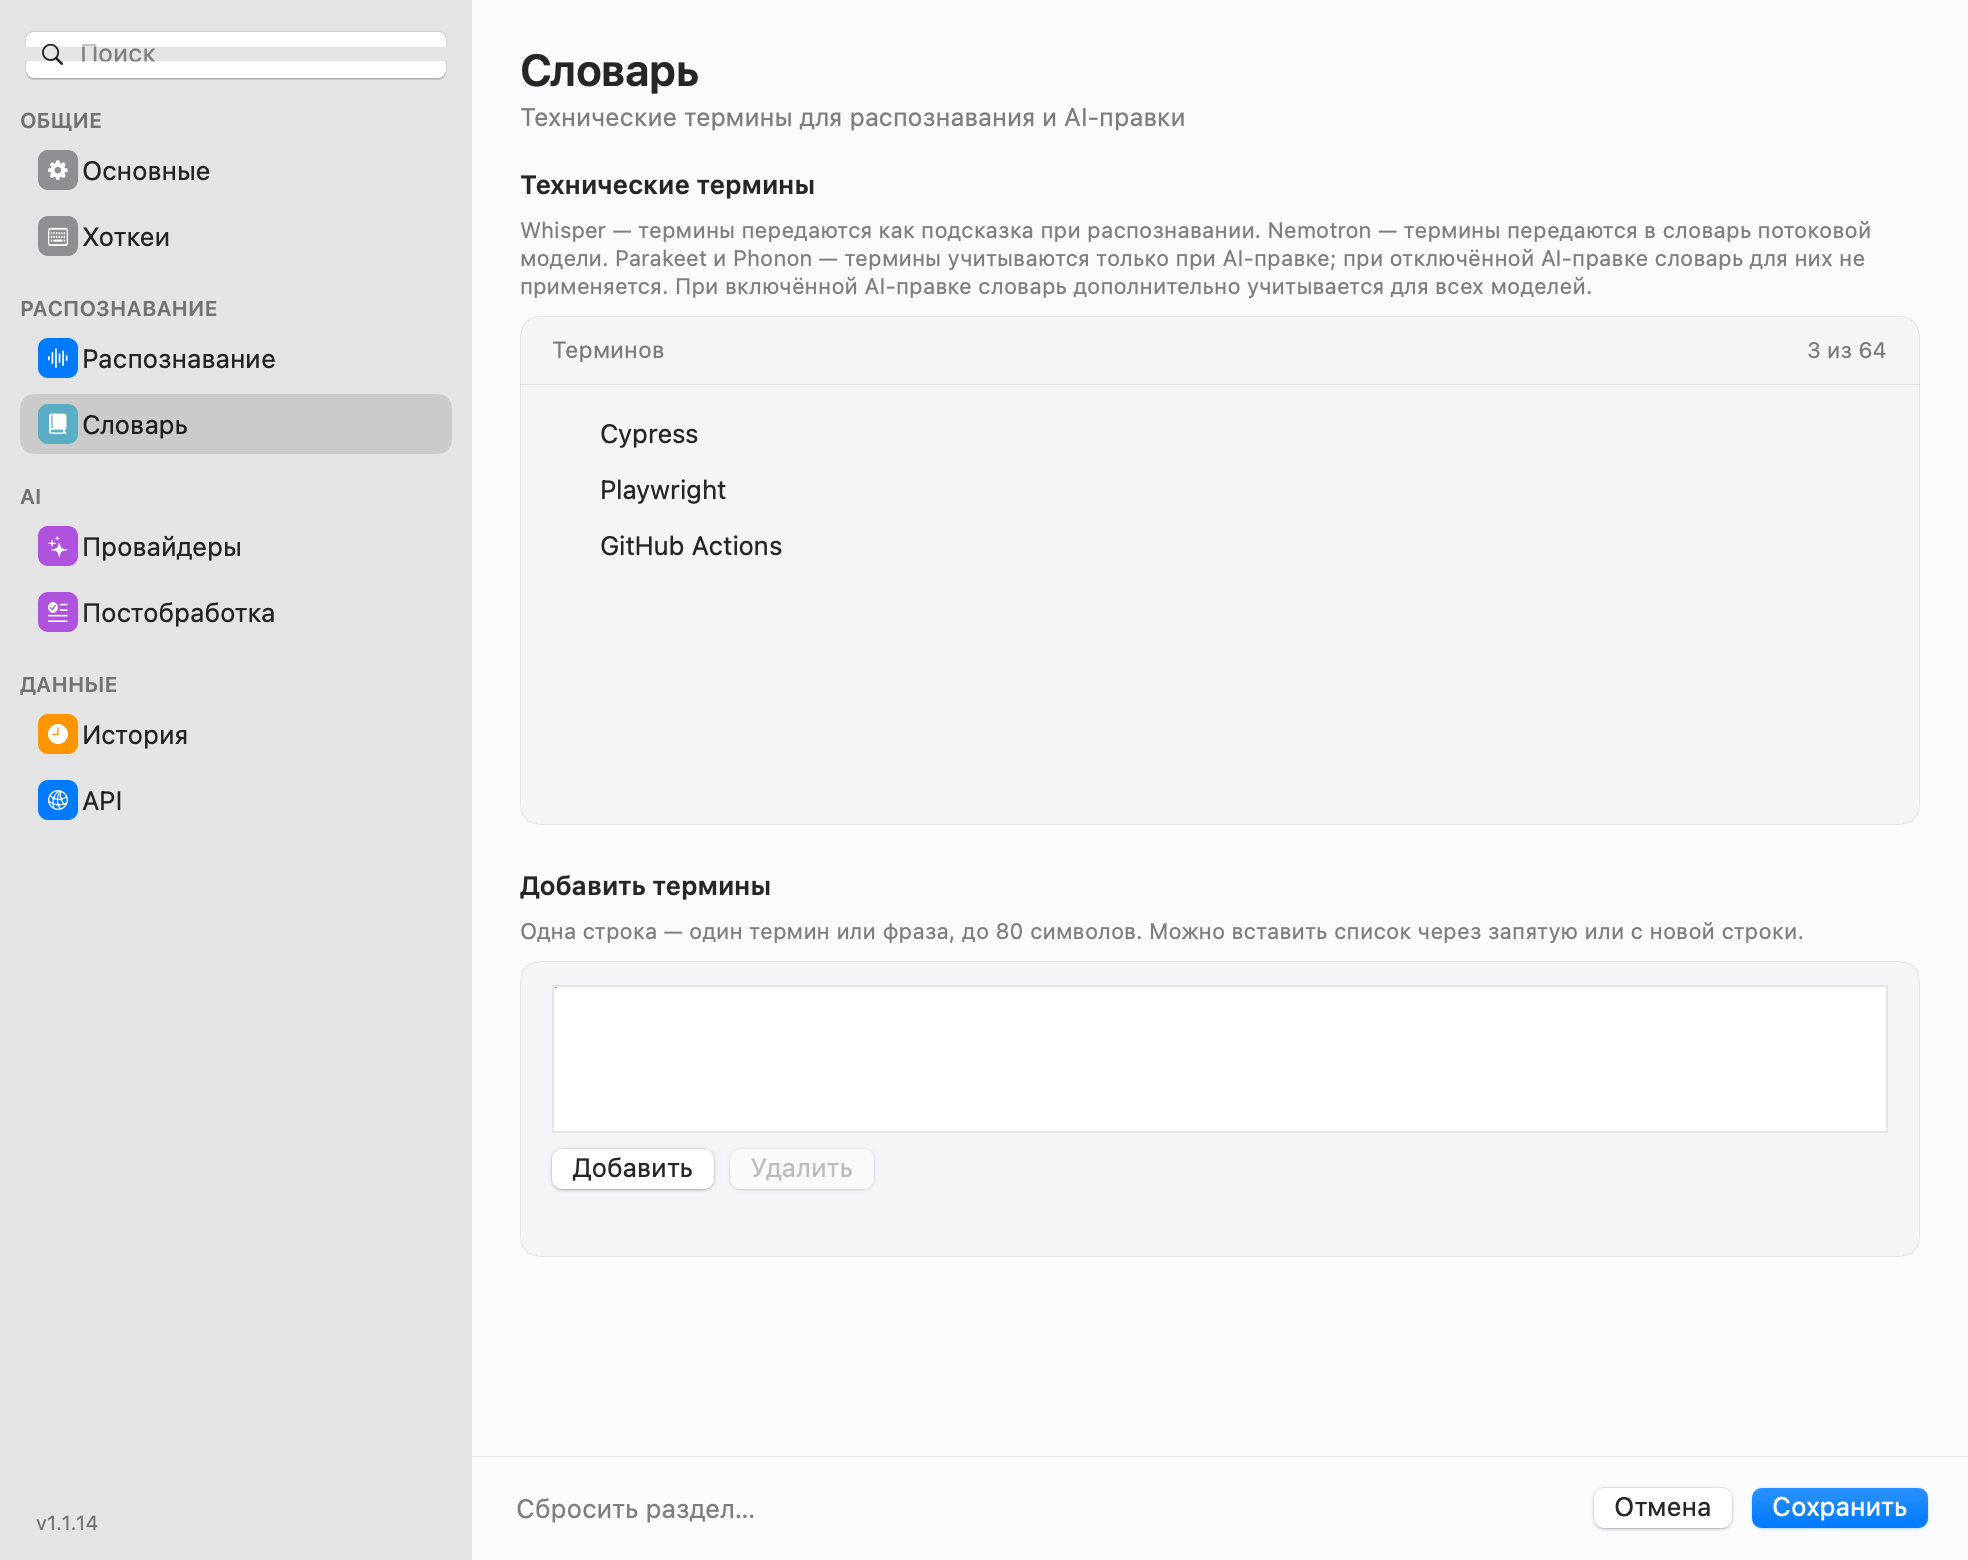 Поиск
ОБЩИЕ
Основные
Хоткеи
РАСПОЗНАВАНИЕ
Распознавание
Словарь
AI
Провайдеры
Постобработка
ДАННЫЕ
История
API
v1.1.14
Словарь
Технические термины для распознавания и AI-правки
Технические термины
Whisper — термины передаются как подсказка при распознавании. Nemotron — термины передаются в словарь потоковой
модели. Parakeet и Phonon — термины учитываются только при AI-правке; при отключённой AI-правке словарь для них не
применяется. При включённой AI-правке словарь дополнительно учитывается для всех моделей.
Терминов 3 из 64
Cypress
Playwright
GitHub Actions
Добавить термины
Одна строка — один термин или фраза, до 80 символов. Можно вставить список через запятую или с новой строки.
Добавить Удалить
Сбросить раздел... Отмена Сохранить